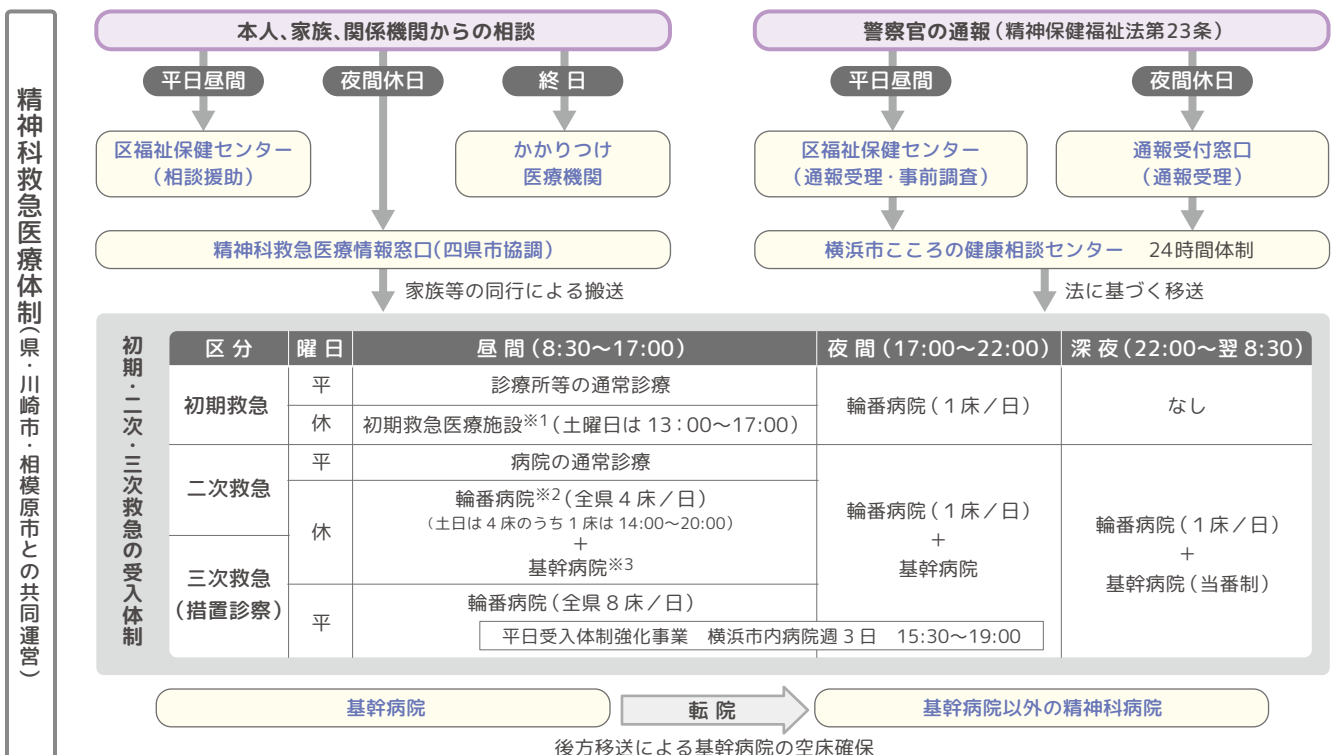 精神科救急医療体制(県・川崎市・相模原市との共同運営)
本人、家族、関係機関からの相談
平日昼間
夜間休日
終 日
区福祉保健センター
(相談援助)
かかりつけ
医療機関
精神科救急医療情報窓口(四県市協調)
家族等の同行による搬送
警察官の通報(精神保健福祉法第23条)
平日昼間
夜間休日
区福祉保健センター
(通報受理・事前調査)
通報受付窓口
(通報受理)
横浜市こころの健康相談センター 24時間体制
法に基づく移送
初期・二次・三次救急の受入体制
区 分 曜 日 昼 間(8:30〜17:00) 夜 間(17:00〜22:00) 深 夜(22:00〜翌 8:30)
初期救急
平 診療所等の通常診療
休 初期救急医療施設※1(土曜日は 13:00〜17:00)
輪番病院(1床/日)
なし
二次救急
平 病院の通常診療
休
輪番病院※2(全県 4 床/日)
(土日は 4 床のうち 1 床は 14:00〜20:00)
+
基幹病院※3
三次救急
(措置診察)
平
輪番病院(全県 8 床/日)
輪番病院(1床/日)
+
基幹病院
輪番病院(1床/日)
+
基幹病院(当番制)
平日受入体制強化事業 横浜市内病院週 3 日 15:30〜19:00
基幹病院
転 院
基幹病院以外の精神科病院
後方移送による基幹病院の空床確保